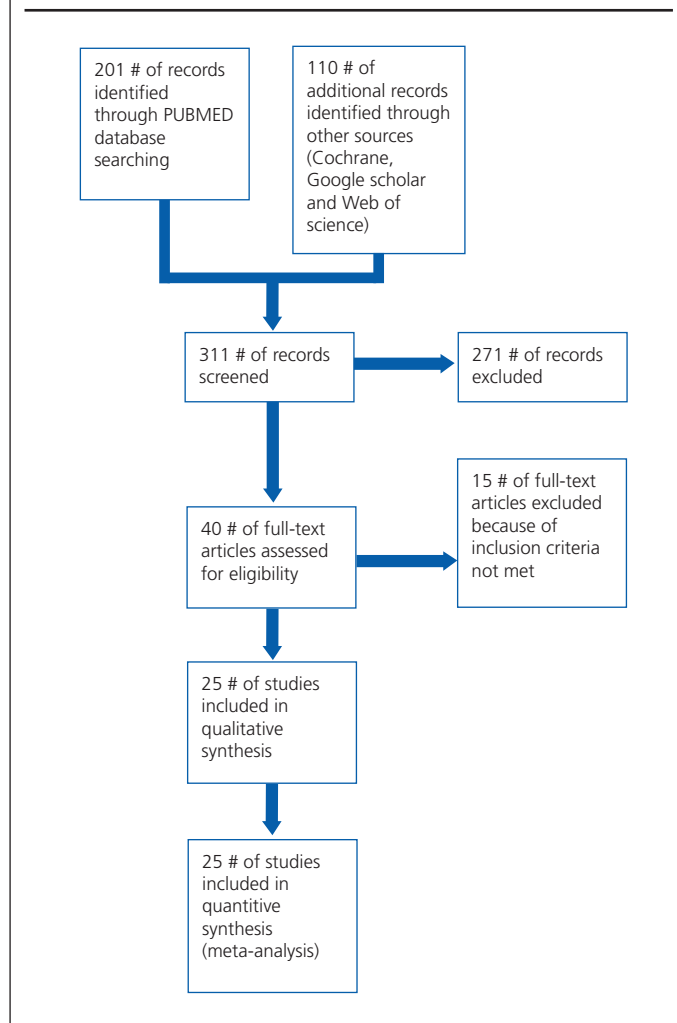 201 # of records
identified
through PUBMED
database
searching
110 # of
additional records
identified through
other sources
(Cochrane,
Google scholar
and Web of
science)
311 # of records
screened
271 # of records
excluded
40 # of full-text
articles assessed
for eligibility
15 # of full-text
articles excluded
because of
inclusion criteria
not met
25 # of studies
included in
qualitative
synthesis
25 # of studies
included in
quantitive
synthesis
(meta-analysis)